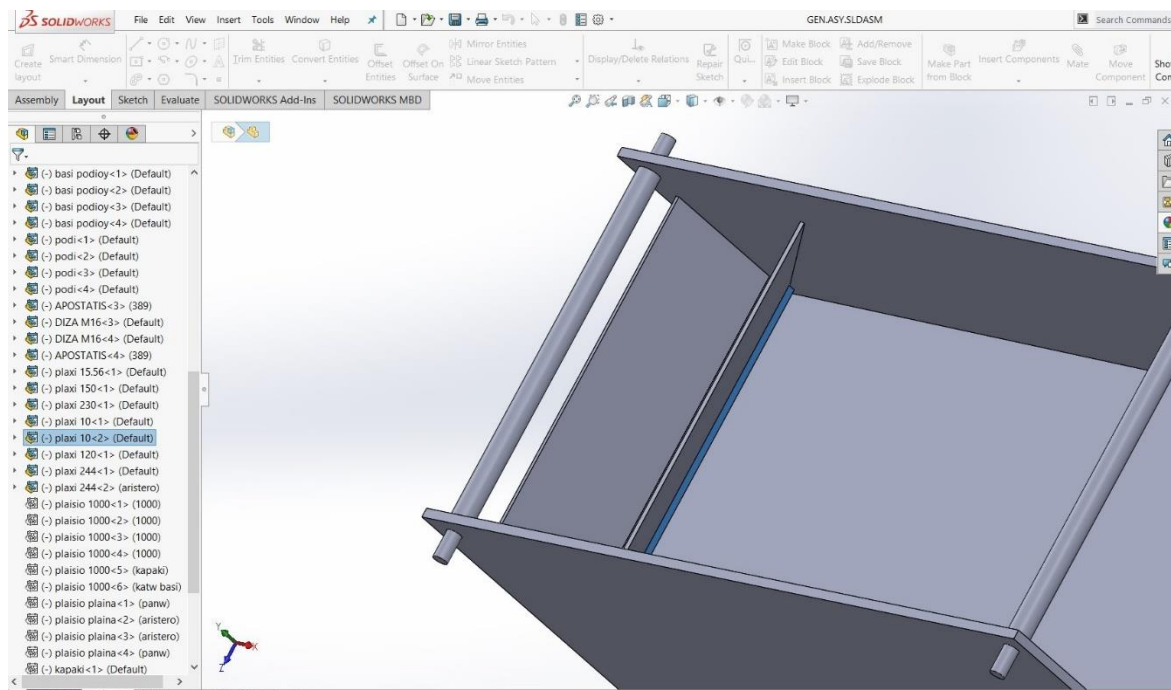 SOLIDWORKS File Edit View Insert Tools Window Help GEN.ASY.SLDASM Search Commands
Create layout
Smart Dimension
Trim Entities
Convert Entities
Offset Entities
Offset On Surface
Mirror Entities
Linear Sketch Pattern
Move Entities
Display/Delete Relations
Repair Sketch
Qui...
Make Block
Edit Block
Insert Block
Add/Remove
Save Block
Explode Block
Make Part from Block
Insert Components
Mate
Move Component
Sho
Con
Assembly Layout Sketch Evaluate SOLIDWORKS Add-Ins SOLIDWORKS MBD
(-) basi podioy<1> (Default)
(-) basi podioy<2> (Default)
(-) basi podioy<3> (Default)
(-) basi podioy<4> (Default)
(-) podi<1> (Default)
(-) podi<2> (Default)
(-) podi<3> (Default)
(-) podi<4> (Default)
(-) APOSTATIS<3> (389)
(-) DIZA M16<3> (Default)
(-) DIZA M16<4> (Default)
(-) APOSTATIS<4> (389)
(-) plaxi 15.56<1> (Default)
(-) plaxi 150<1> (Default)
(-) plaxi 230<1> (Default)
(-) plaxi 10<1> (Default)
(-) plaxi 10<2> (Default)
(-) plaxi 120<1> (Default)
(-) plaxi 244<1> (Default)
(-) plaxi 244<2> (aristero)
(-) plaisio 1000<1> (1000)
(-) plaisio 1000<2> (1000)
(-) plaisio 1000<3> (1000)
(-) plaisio 1000<4> (1000)
(-) plaisio 1000<5> (kapaki)
(-) plaisio 1000<6> (katw basi)
(-) plaisio plaina<1> (panw)
(-) plaisio plaina<2> (aristero)
(-) plaisio plaina<3> (aristero)
(-) plaisio plaina<4> (panw)
(-) kapaki<1> (Default)
Y
X
Z